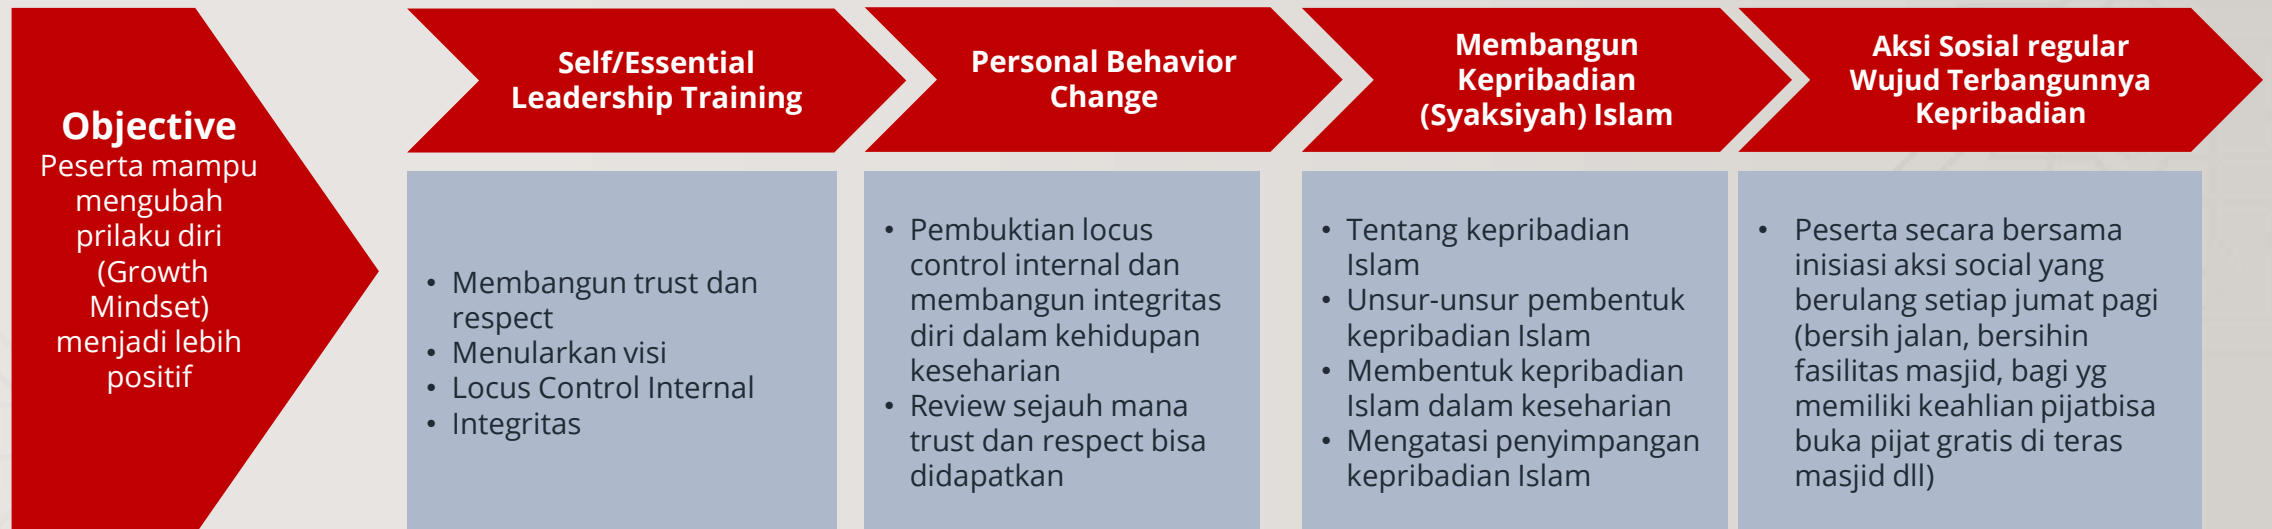 Objective
Peserta mampu
mengubah
prilaku diri
(Growth
Mindset)
menjadi lebih
positif
Self/Essential
Leadership Training
• Membangun trust dan
respect
• Menularkan visi
• Locus Control Internal
• Integritas
Personal Behavior
Change
• Pembuktian locus
control internal dan
membangun integritas
diri dalam kehidupan
keseharian
• Review sejauh mana
trust dan respect bisa
didapatkan
Membangun
Kepribadian
(Syaksiyah) Islam
• Tentang kepribadian
Islam
• Unsur-unsur pembentuk
kepribadian Islam
• Membentuk kepribadian
Islam dalam keseharian
• Mengatasi penyimpangan
kepribadian Islam
Aksi Sosial regular
Wujud Terbangunnya
Kepribadian
• Peserta secara bersama
inisiasi aksi social yang
berulang setiap jumat pagi
(bersih jalan, bersihin
fasilitas masjid, bagi yg
memiliki keahlian pijatbisa
buka pijat gratis di teras
masjid dll)